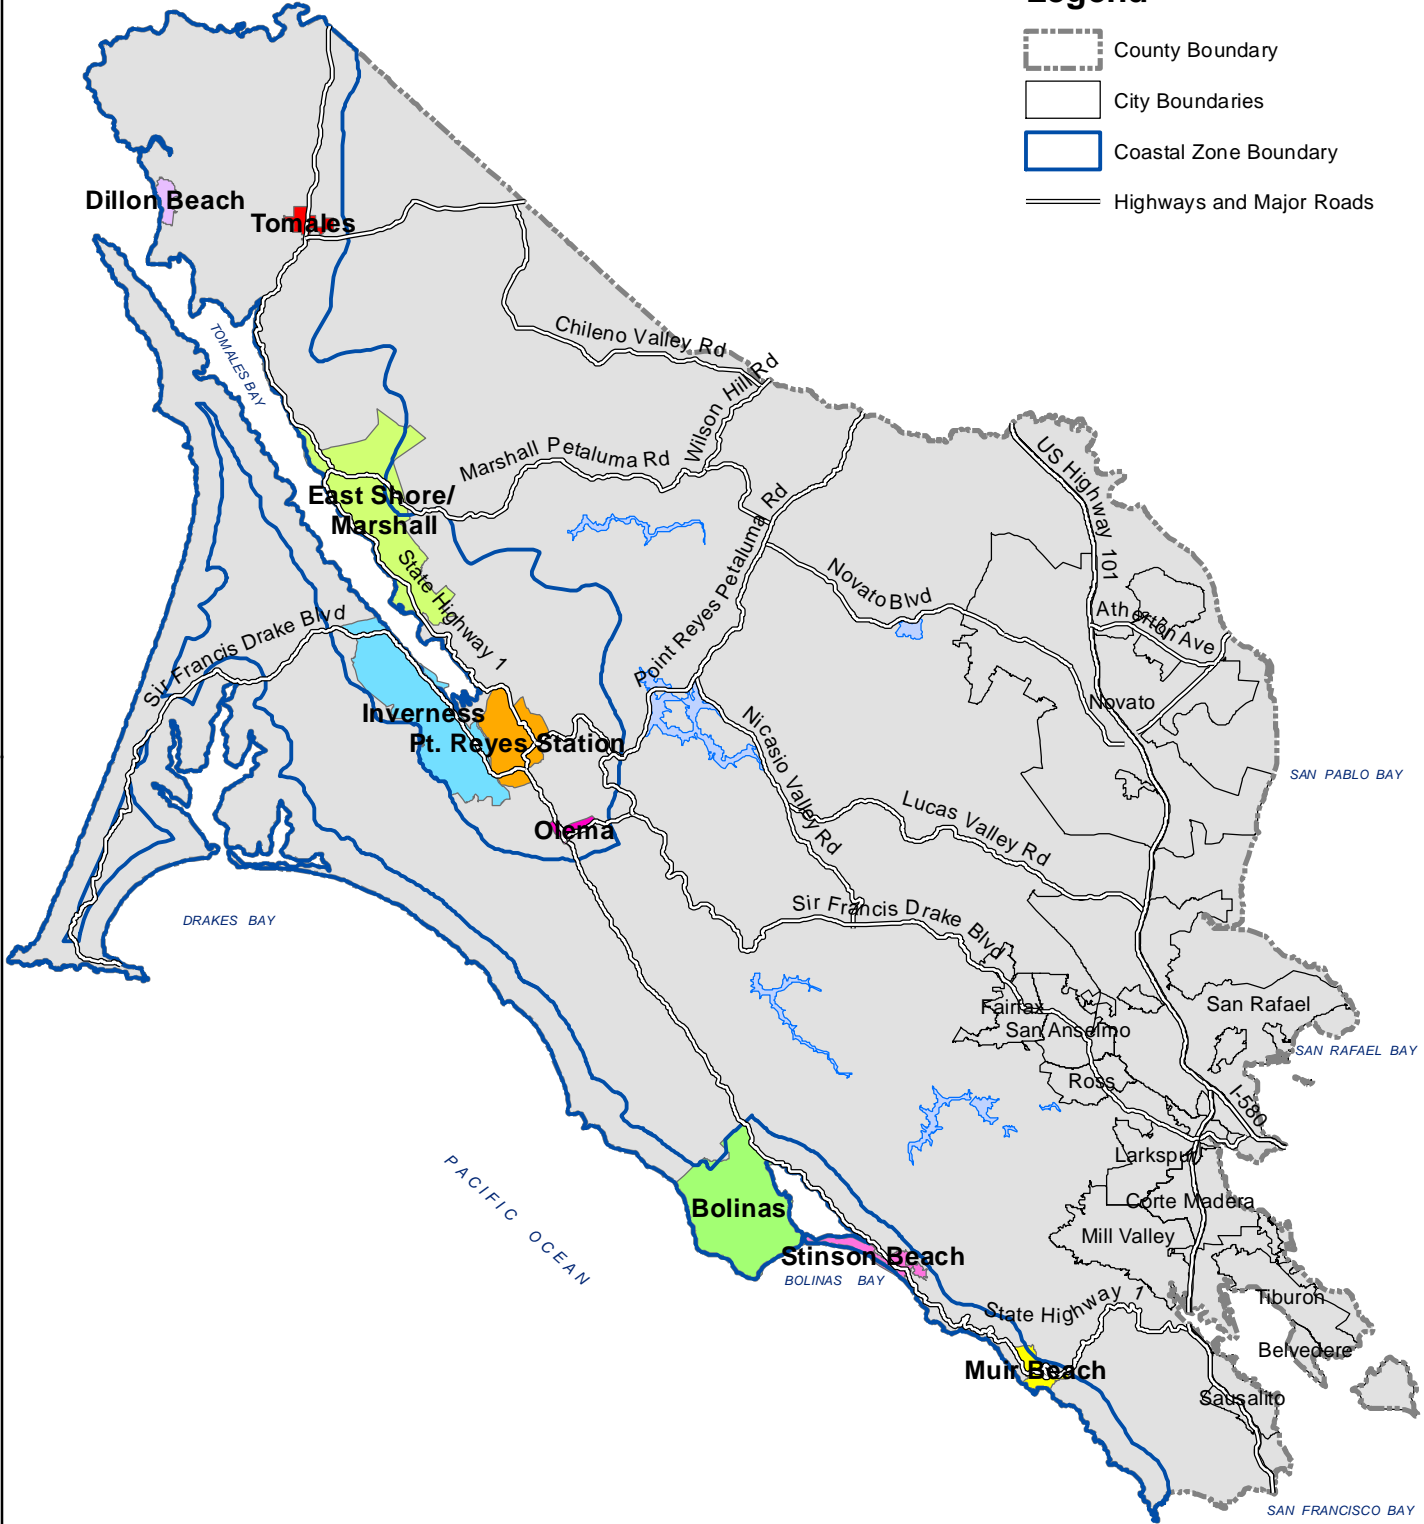 Legend
County Boundary
City Boundaries
Coastal Zone Boundary
Highways and Major Roads
Dillon Beach
Tomales
TOMALES BAY
Chileno Valley Rd
Wilson Hill Rd
Marshall Petaluma Rd
US Highway 101
East Shore/
Marshall
State Highway 1
Point Reyes Petaluma Rd
Novato Blvd
Atherton Ave
Sir Francis Drake Blvd
Novato
Inverness
Pt. Reyes Station
Nicasio Valley Rd
SAN PABLO BAY
Lucas Valley Rd
Olema
DRAKES BAY
Sir Francis Drake Blvd
Fairfax
San Rafael
San Anselmo
SAN RAFAEL BAY
Ross
I-580
PACIFIC OCEAN
Larkspur
Corte Madera
Bolinas
Mill Valley
Stinson Beach
BOLINAS BAY
State Highway 1
Tiburon
Belvedere
Muir Beach
Sausalito
SAN FRANCISCO BAY